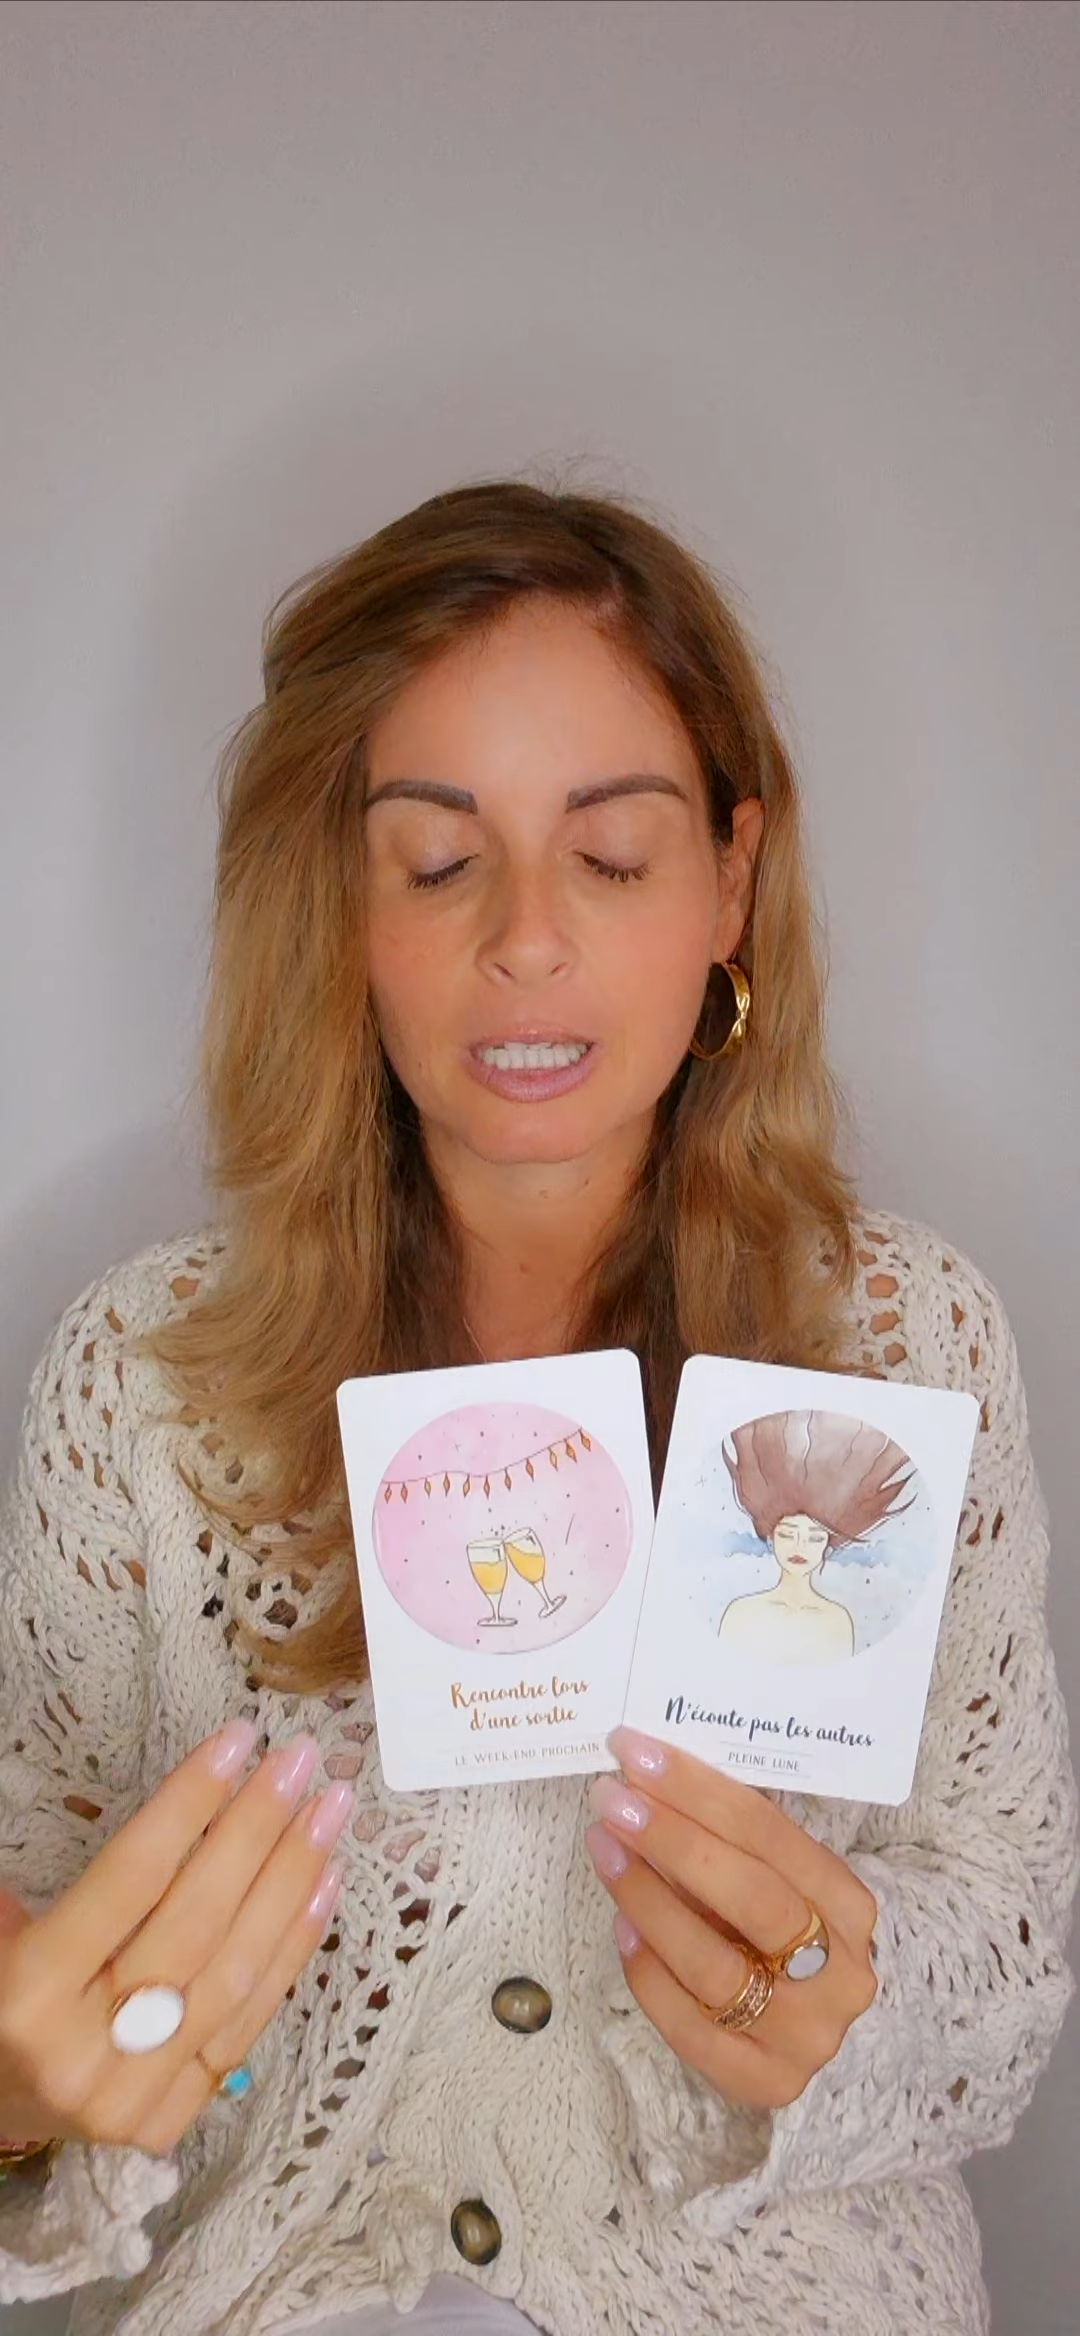 Rencontre lors
d'une sortie
LE WEEK-END PROCHAIN
N'écoute pas les autres
PLEINE LUNE